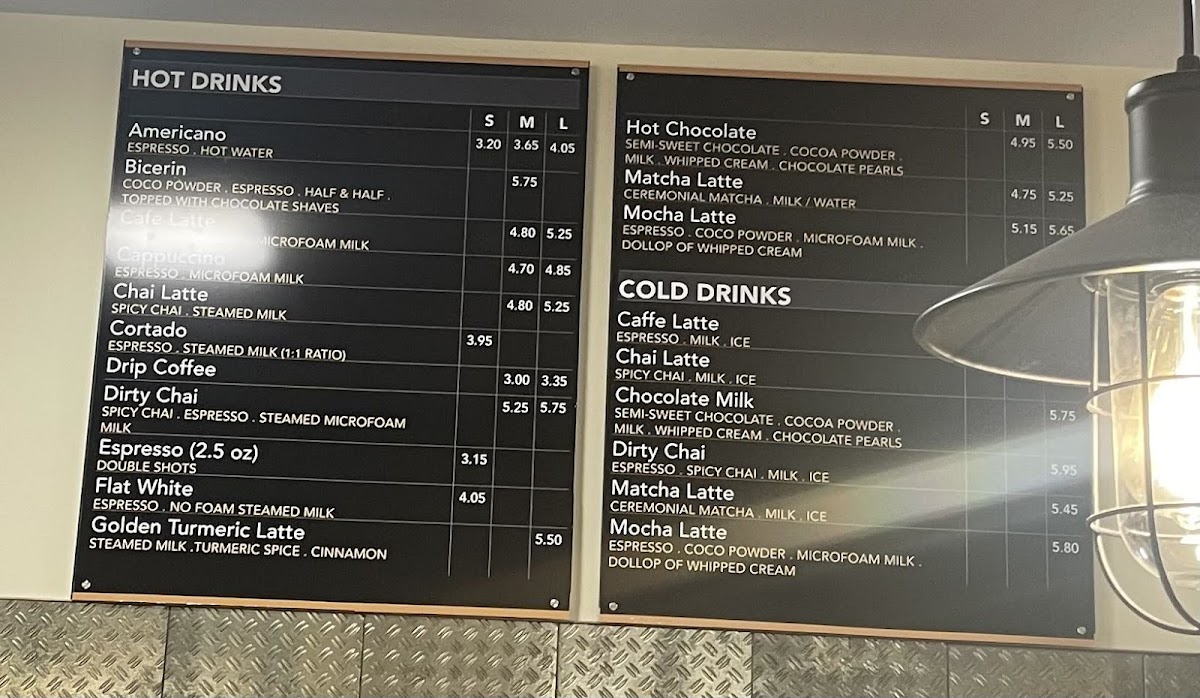 HOT DRINKS
S M L
Americano 3.20 3.65 4.05
ESPRESSO . HOT WATER
Bicerin 5.75
COCO POWDER . ESPRESSO . HALF & HALF .
TOPPED WITH CHOCOLATE SHAVES
Cafe Latte 4.80 5.25
MICROFOAM MILK
Cappuccino 4.70 4.85
ESPRESSO . MICROFOAM MILK
Chai Latte 4.80 5.25
SPICY CHAI . STEAMED MILK
Cortado 3.95
ESPRESSO . STEAMED MILK (1:1 RATIO)
Drip Coffee 3.00 3.35
Dirty Chai 5.25 5.75
SPICY CHAI . ESPRESSO . STEAMED MICROFOAM
MILK
Espresso (2.5 oz) 3.15
DOUBLE SHOTS
Flat White 4.05
ESPRESSO . NO FOAM STEAMED MILK
Golden Turmeric Latte 5.50
STEAMED MILK .TURMERIC SPICE . CINNAMON
S M L
Hot Chocolate 4.95 5.50
SEMI-SWEET CHOCOLATE . COCOA POWDER .
MILK . WHIPPED CREAM . CHOCOLATE PEARLS
Matcha Latte 4.75 5.25
CEREMONIAL MATCHA . MILK / WATER
Mocha Latte 5.15 5.65
ESPRESSO . COCO POWDER . MICROFOAM MILK .
DOLLOP OF WHIPPED CREAM
COLD DRINKS
Caffe Latte
ESPRESSO . MILK . ICE
Chai Latte
SPICY CHAI . MILK . ICE
Chocolate Milk 5.75
SEMI-SWEET CHOCOLATE . COCOA POWDER .
MILK . WHIPPED CREAM . CHOCOLATE PEARLS
Dirty Chai 5.95
ESPRESSO . SPICY CHAI . MILK . ICE
Matcha Latte 5.45
CEREMONIAL MATCHA . MILK . ICE
Mocha Latte 5.80
ESPRESSO . COCO POWDER . MICROFOAM MILK .
DOLLOP OF WHIPPED CREAM